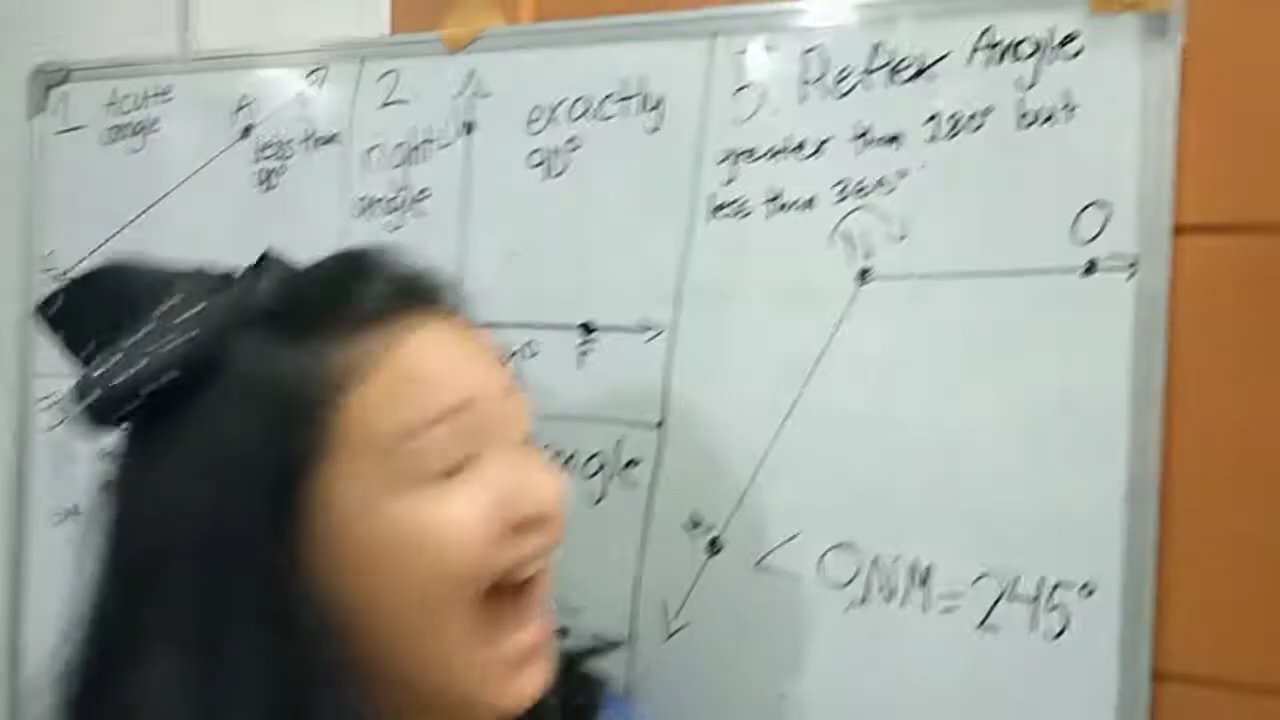 1 Acute
angle
A
less than
90°
2
right
angle
exactly
90°
F
ngle
5. Reflex Angle
greater than 180° but
less than 360°
N
O
M
< ONM = 245°